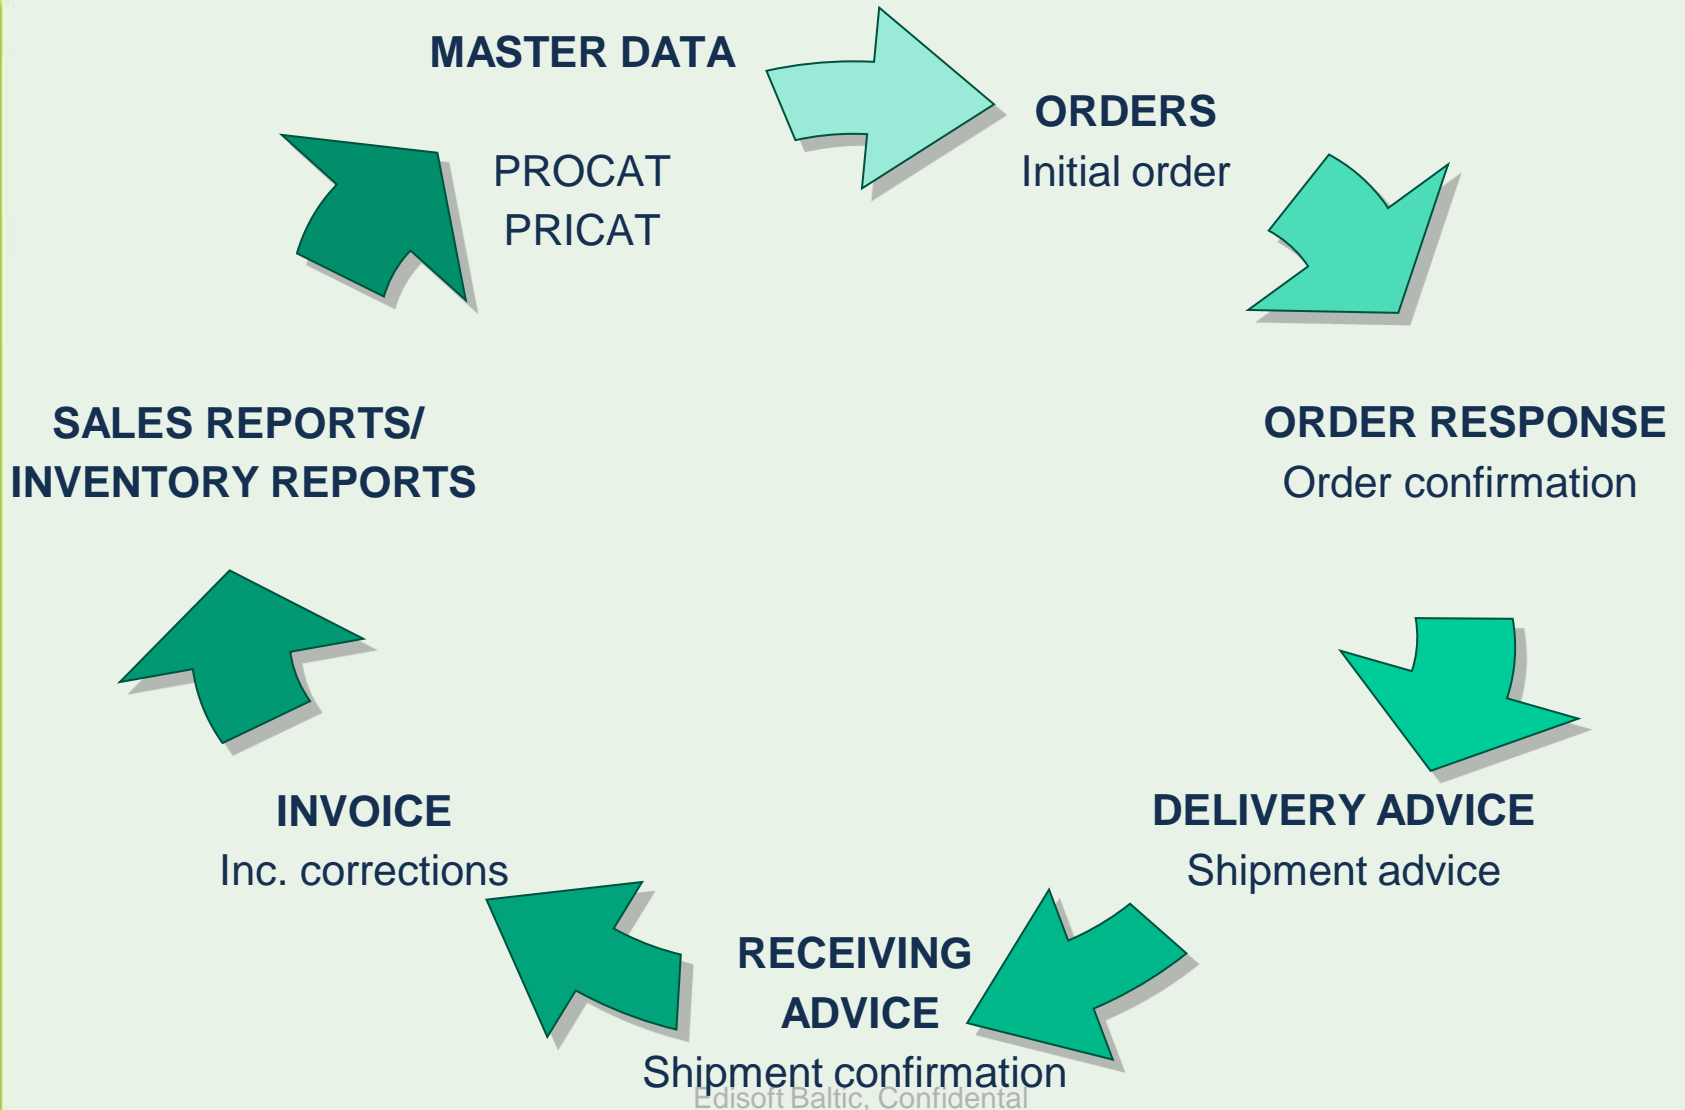 MASTER DATA
PROCAT
PRICAT
ORDERS
Initial order
ORDER RESPONSE
Order confirmation
DELIVERY ADVICE
Shipment advice
RECEIVING
ADVICE
Shipment confirmation
INVOICE
Inc. corrections
SALES REPORTS/
INVENTORY REPORTS
Edisoft Baltic, Confidental